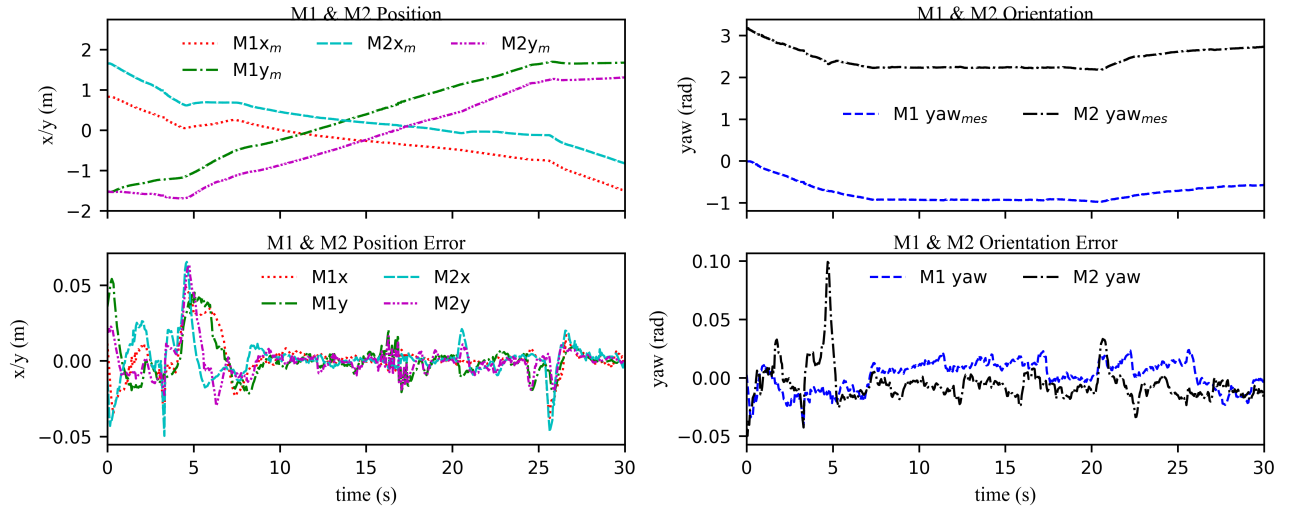 M1 & M2 Position
M1x_m M2x_m M2y_m
M1y_m
x/y (m)
2
1
0
−1
−2
M1 & M2 Orientation
M1 yaw_mes M2 yaw_mes
yaw (rad)
3
2
1
0
−1
M1 & M2 Position Error
M1x M2x
M1y M2y
x/y (m)
0.05
0.00
−0.05
0 5 10 15 20 25 30
time (s)
M1 & M2 Orientation Error
M1 yaw M2 yaw
yaw (rad)
0.10
0.05
0.00
−0.05
0 5 10 15 20 25 30
time (s)